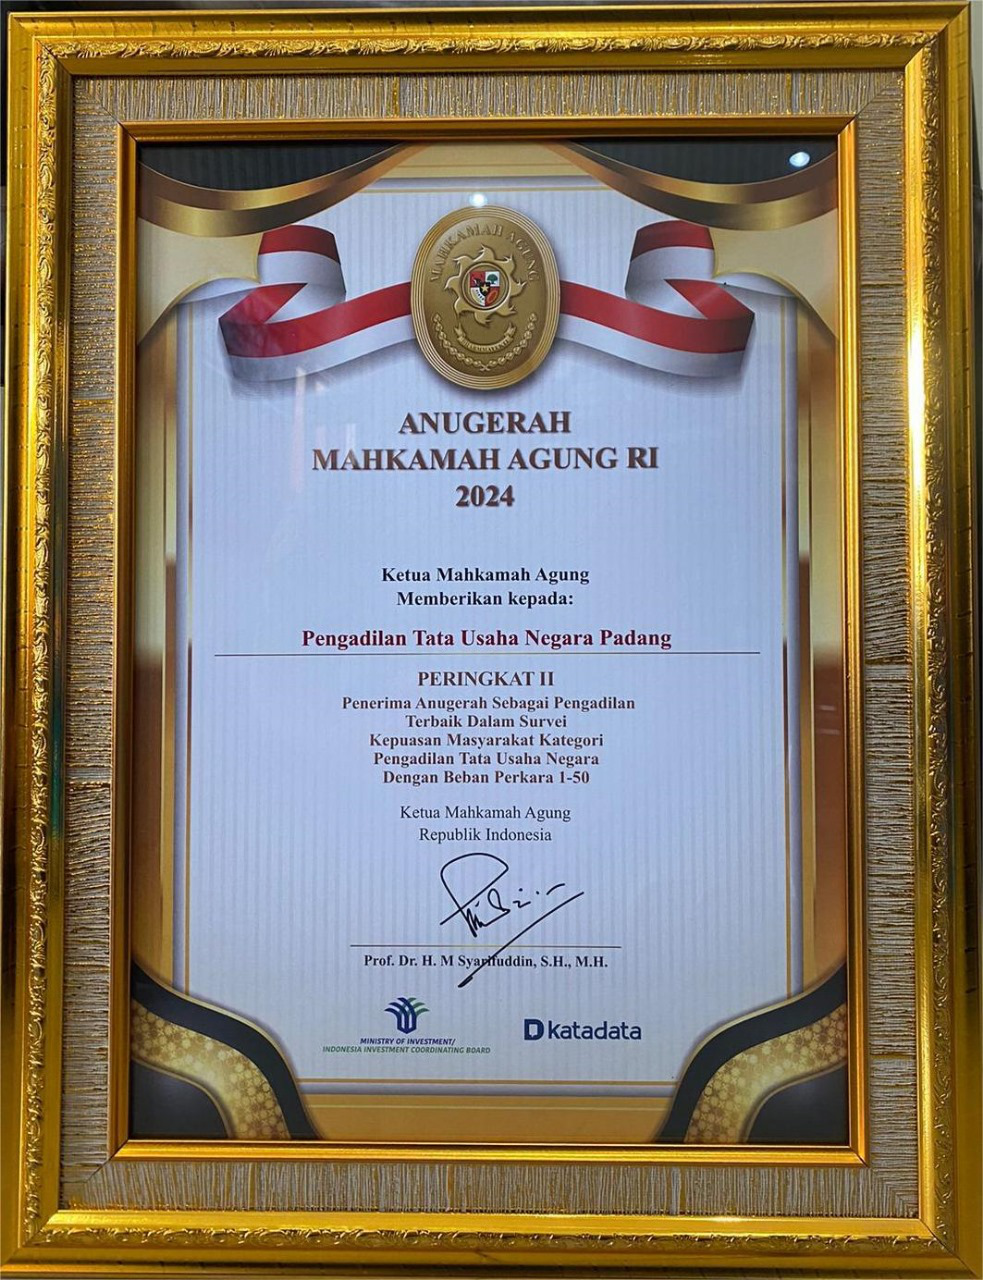 MAHKAMAH AGUNG
ANUGERAH
MAHKAMAH AGUNG RI
2024
Ketua Mahkamah Agung
Memberikan kepada:
Pengadilan Tata Usaha Negara Padang
PERINGKAT II
Penerima Anugerah Sebagai Pengadilan
Terbaik Dalam Survei
Kepuasan Masyarakat Kategori
Pengadilan Tata Usaha Negara
Dengan Beban Perkara 1-50
Ketua Mahkamah Agung
Republik Indonesia
Prof. Dr. H. M Syarifuddin, S.H., M.H.
MINISTRY OF INVESTMENT/
INDONESIA INVESTMENT COORDINATING BOARD
katadata